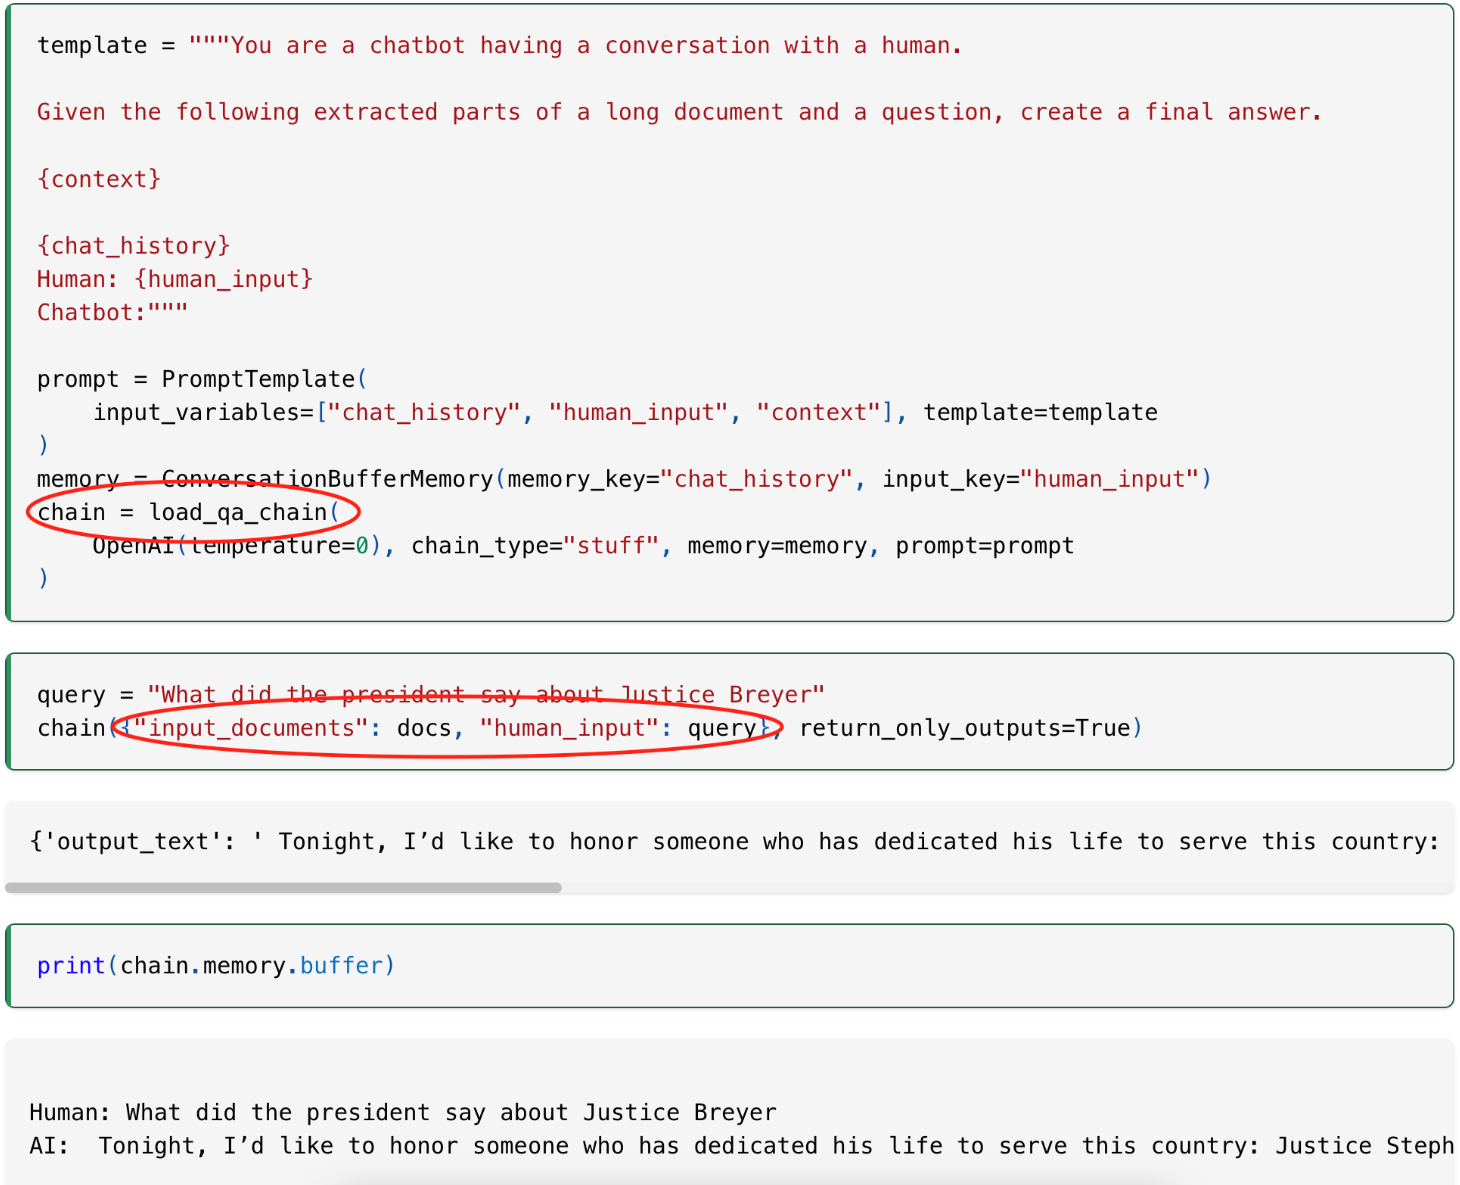 template = """You are a chatbot having a conversation with a human.
Given the following extracted parts of a long document and a question, create a final answer.
{context}
{chat_history}
Human: {human_input}
Chatbot:"""
prompt = PromptTemplate(
    input_variables=["chat_history", "human_input", "context"], template=template
)
memory = ConversationBufferMemory(memory_key="chat_history", input_key="human_input")
chain = load_qa_chain(
    OpenAI(temperature=0), chain_type="stuff", memory=memory, prompt=prompt
)
query = "What did the president say about Justice Breyer"
chain({"input_documents": docs, "human_input": query}, return_only_outputs=True)
{'output_text': ' Tonight, I’d like to honor someone who has dedicated his life to serve this country:
print(chain.memory.buffer)
Human: What did the president say about Justice Breyer
AI:  Tonight, I’d like to honor someone who has dedicated his life to serve this country: Justice Steph